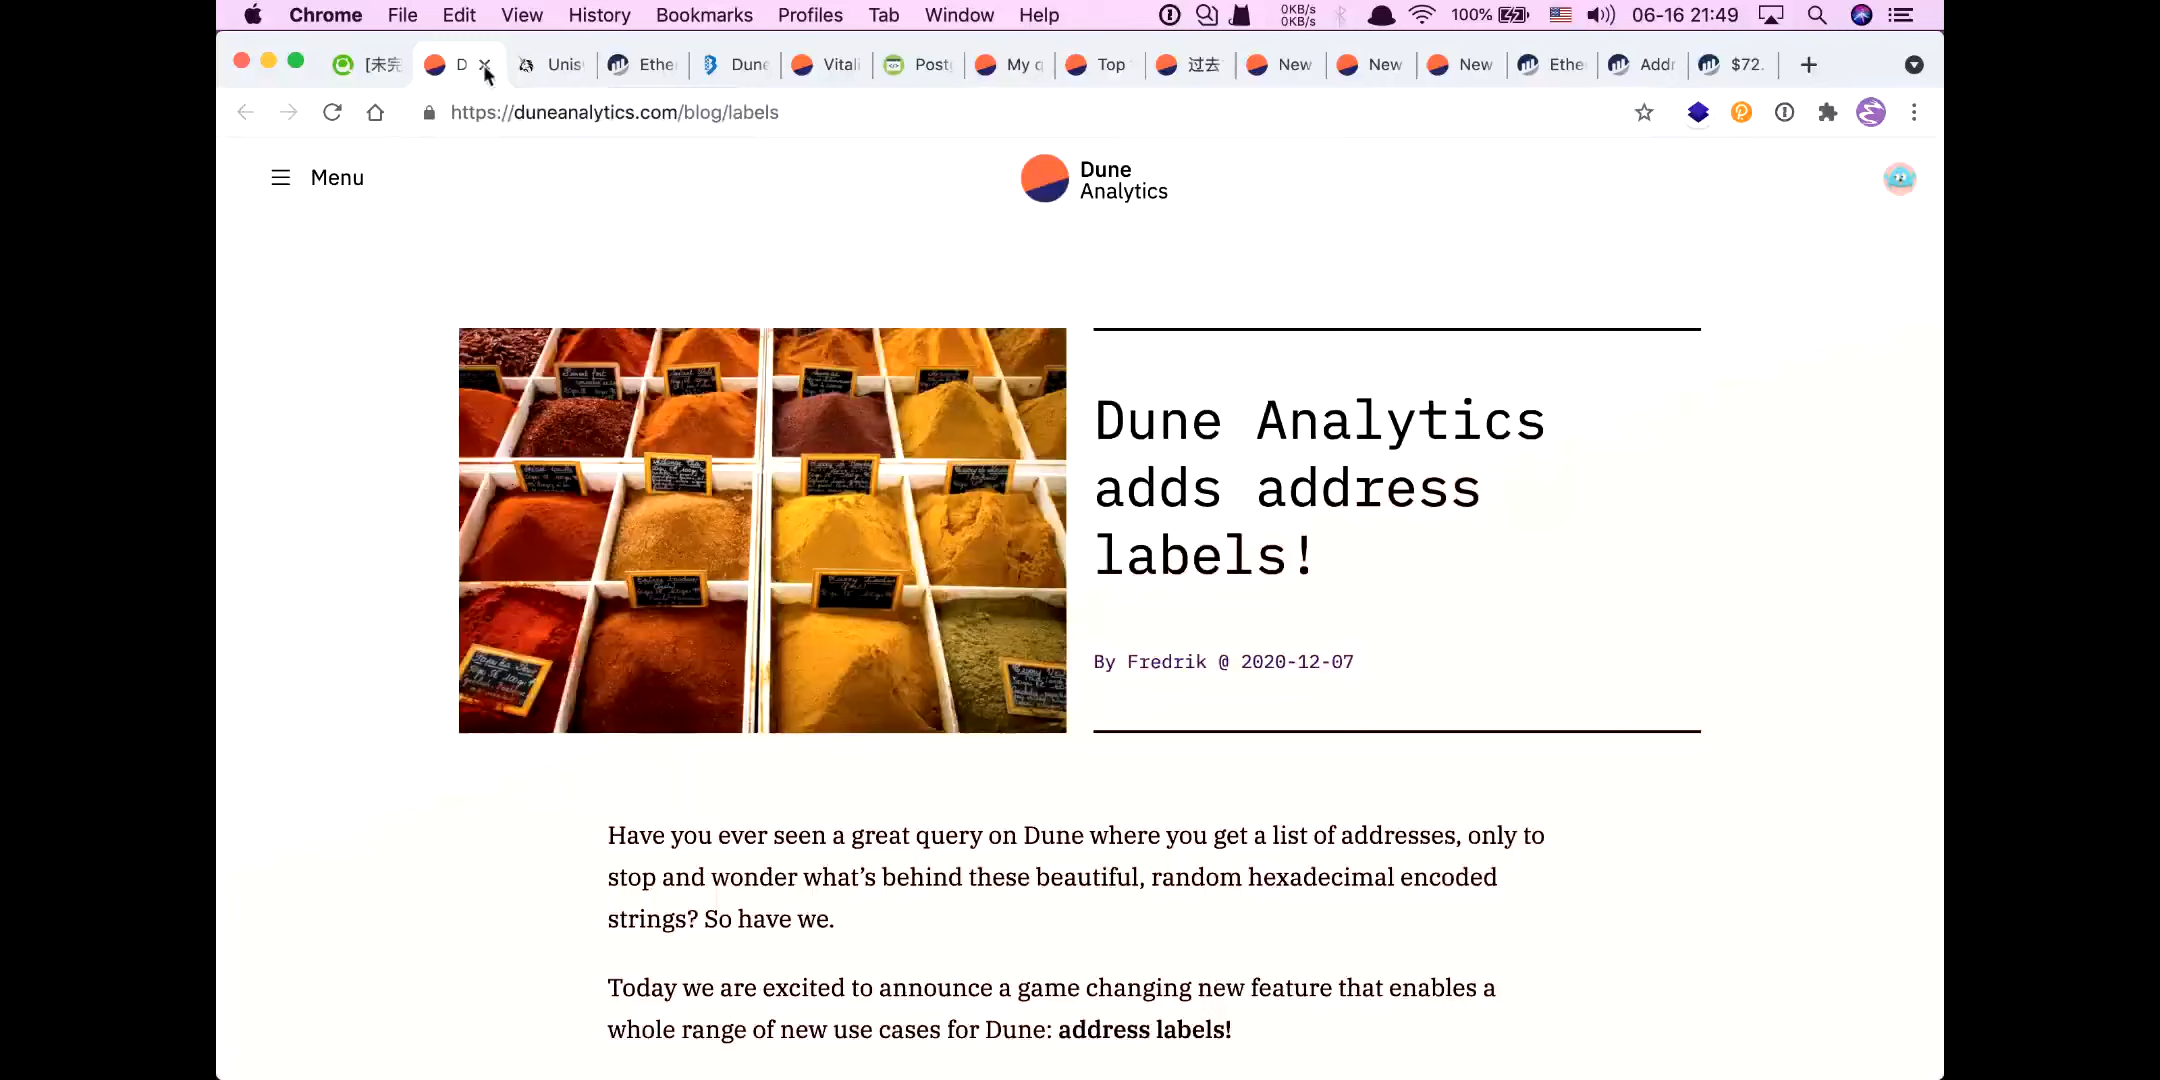 Chrome File Edit View History Bookmarks Profiles Tab Window Help 0KB/s 0KB/s 100% 06-16 21:49
[未完 D Unis Ethe Dune Vitali Post My q Top 过去 New New New Ethe Addr $72.
https://duneanalytics.com/blog/labels
Menu
Dune
Analytics
Dune Analytics
adds address
labels!
By Fredrik @ 2020-12-07
Have you ever seen a great query on Dune where you get a list of addresses, only to
stop and wonder what’s behind these beautiful, random hexadecimal encoded
strings? So have we.
Today we are excited to announce a game changing new feature that enables a
whole range of new use cases for Dune: address labels!